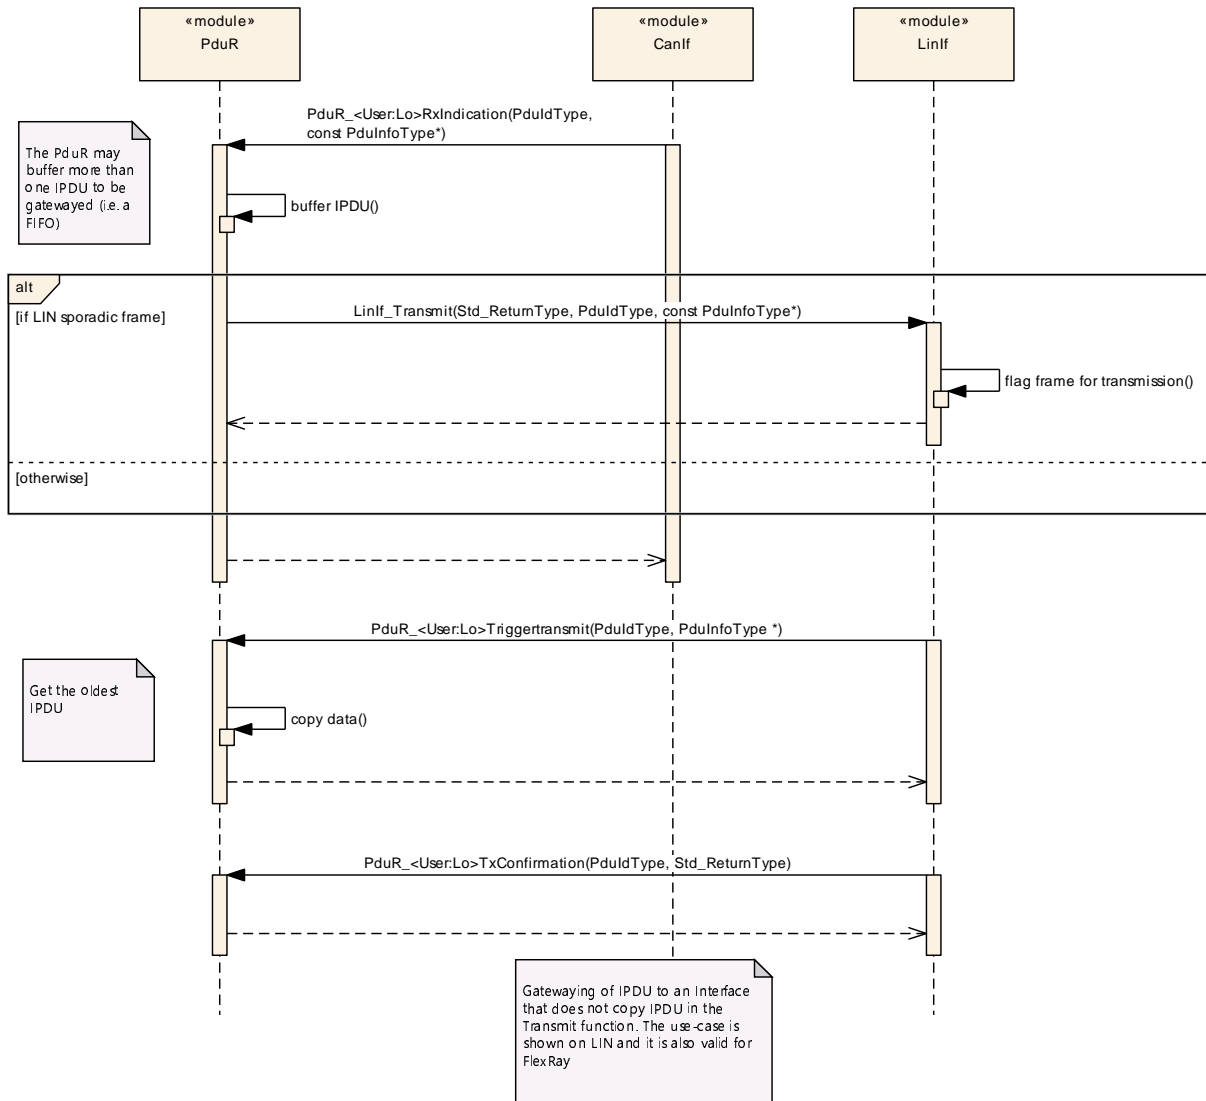 «module»
PduR
«module»
CanIf
«module»
LinIf
PduR_<User:Lo>RxIndication(PduIdType,
const PduInfoType*)
The PduR may
buffer more than
one IPDU to be
gatewayed (i.e. a
FIFO)
buffer IPDU()
alt
[if LIN sporadic frame]
LinIf_Transmit(Std_ReturnType, PduIdType, const PduInfoType*)
flag frame for transmission()
[otherwise]
PduR_<User:Lo>Triggertransmit(PduIdType, PduInfoType *)
Get the oldest
IPDU
copy data()
PduR_<User:Lo>TxConfirmation(PduIdType, Std_ReturnType)
Gatewaying of IPDU to an Interface
that does not copy IPDU in the
Transmit function. The use-case is
shown on LIN and it is also valid for
FlexRay